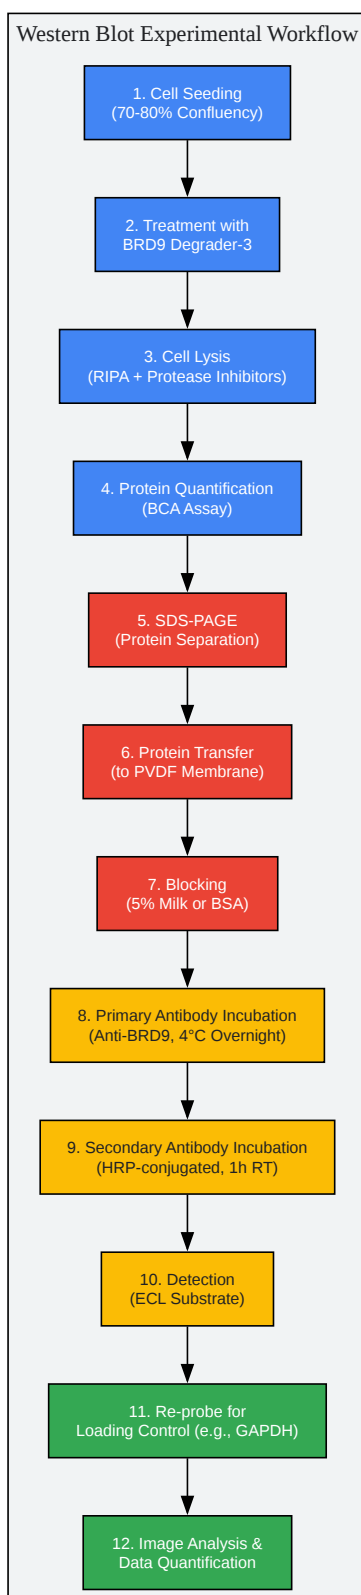 Western Blot Experimental Workflow
1. Cell Seeding
(70-80% Confluency)
2. Treatment with
BRD9 Degrader-3
3. Cell Lysis
(RIPA + Protease Inhibitors)
4. Protein Quantification
(BCA Assay)
5. SDS-PAGE
(Protein Separation)
6. Protein Transfer
(to PVDF Membrane)
7. Blocking
(5% Milk or BSA)
8. Primary Antibody Incubation
(Anti-BRD9, 4°C Overnight)
9. Secondary Antibody Incubation
(HRP-conjugated, 1h RT)
10. Detection
(ECL Substrate)
11. Re-probe for
Loading Control (e.g., GAPDH)
12. Image Analysis &
Data Quantification